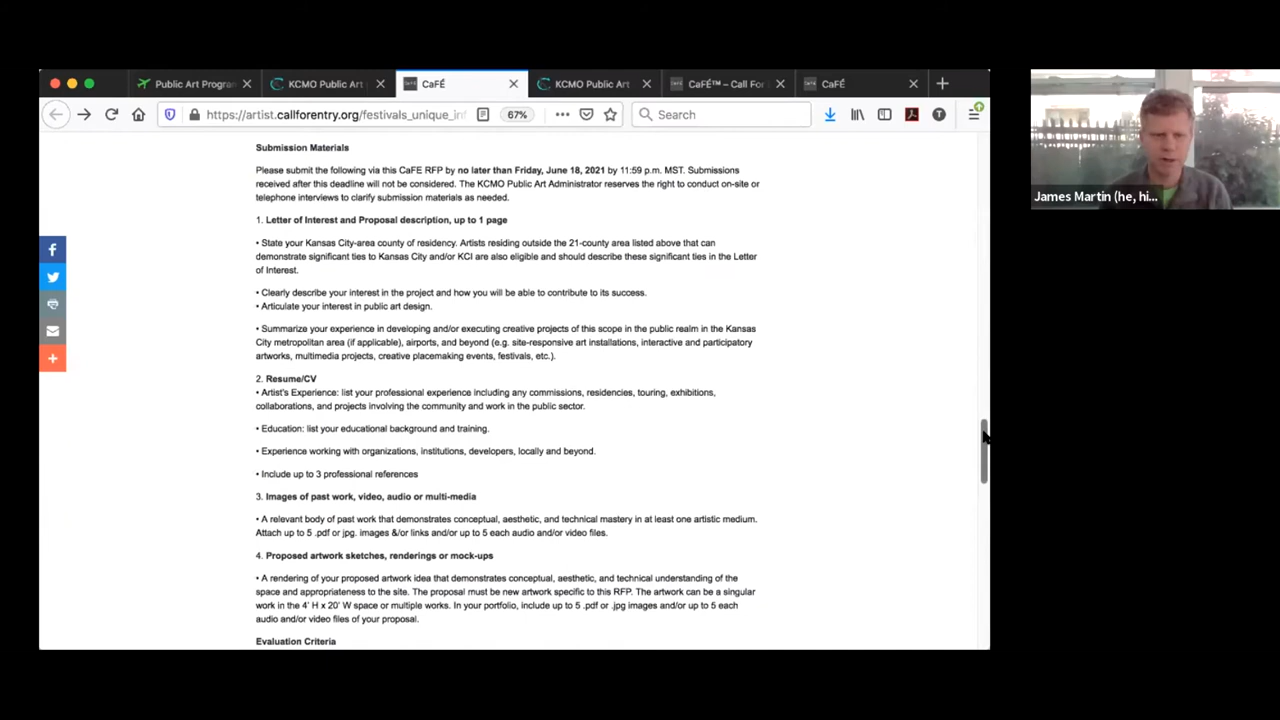 Public Art Progran
KCMO Public Art
CaFÉ
KCMO Public Art
CaFÉ™ – Call For
CaFÉ
https://artist.callforentry.org/festivals_unique_inf
67%
Search
T
Submission Materials
Please submit the following via this CaFE RFP by no later than Friday, June 18, 2021 by 11:59 p.m. MST. Submissions
received after this deadline will not be considered. The KCMO Public Art Administrator reserves the right to conduct on-site or
telephone interviews to clarify submission materials as needed.
1. Letter of Interest and Proposal description, up to 1 page
• State your Kansas City-area county of residency. Artists residing outside the 21-county area listed above that can
demonstrate significant ties to Kansas City and/or KCI are also eligible and should describe these significant ties in the Letter
of Interest.
• Clearly describe your interest in the project and how you will be able to contribute to its success.
• Articulate your interest in public art design.
• Summarize your experience in developing and/or executing creative projects of this scope in the public realm in the Kansas
City metropolitan area (if applicable), airports, and beyond (e.g. site-responsive art installations, interactive and participatory
artworks, multimedia projects, creative placemaking events, festivals, etc.).
2. Resume/CV
• Artist's Experience: list your professional experience including any commissions, residencies, touring, exhibitions,
collaborations, and projects involving the community and work in the public sector.
• Education: list your educational background and training.
• Experience working with organizations, institutions, developers, locally and beyond.
• Include up to 3 professional references
3. Images of past work, video, audio or multi-media
• A relevant body of past work that demonstrates conceptual, aesthetic, and technical mastery in at least one artistic medium.
Attach up to 5 .pdf or jpg. images &/or links and/or up to 5 each audio and/or video files.
4. Proposed artwork sketches, renderings or mock-ups
• A rendering of your proposed artwork idea that demonstrates conceptual, aesthetic, and technical understanding of the
space and appropriateness to the site. The proposal must be new artwork specific to this RFP. The artwork can be a singular
work in the 4' H x 20' W space or multiple works. In your portfolio, include up to 5 .pdf or .jpg images and/or up to 5 each
audio and/or video files of your proposal.
Evaluation Criteria
James Martin (he, hi...